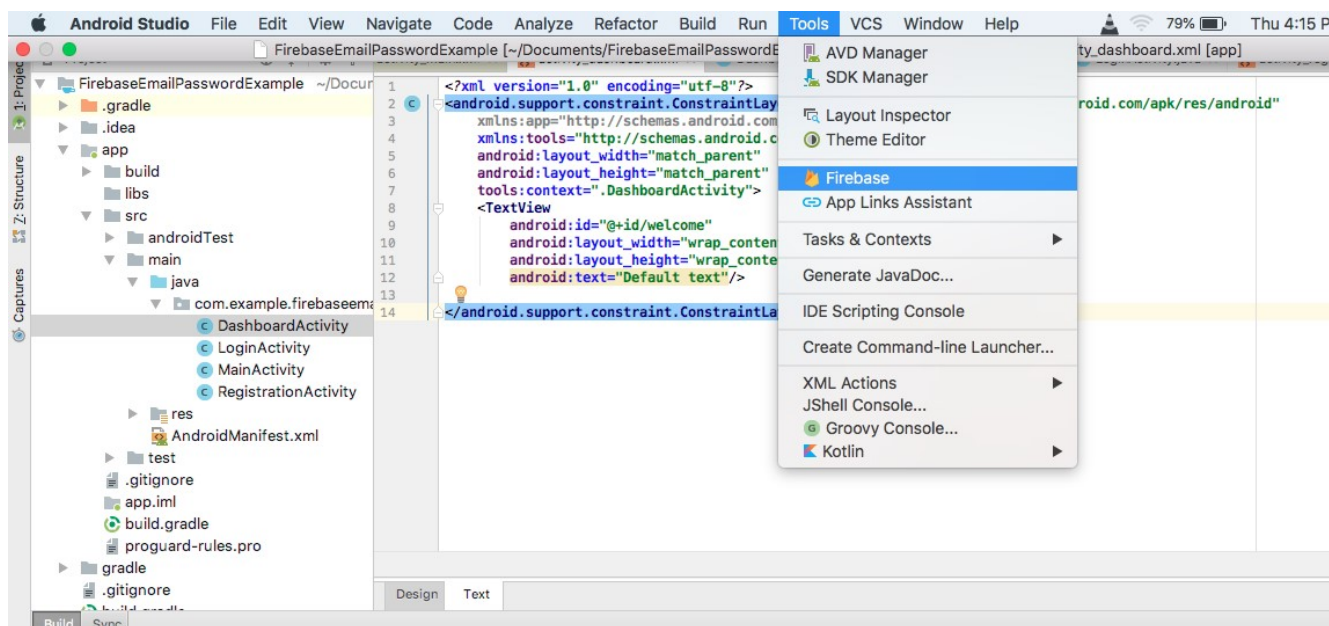 Android Studio File Edit View Navigate Code Analyze Refactor Build Run Tools VCS Window Help 79% Thu 4:15 P
FirebaseEmailPasswordExample [~/Documents/FirebaseEmailPasswordE
ty_dashboard.xml [app]
1: Project
Z: Structure
Captures
FirebaseEmailPasswordExample ~/Docur
.gradle
.idea
app
build
libs
src
androidTest
main
java
com.example.firebaseema
DashboardActivity
LoginActivity
MainActivity
RegistrationActivity
res
AndroidManifest.xml
test
.gitignore
app.iml
build.gradle
proguard-rules.pro
gradle
.gitignore
1 <?xml version="1.0" encoding="utf-8"?>
2 <android.support.constraint.ConstraintLay roid.com/apk/res/android"
3 xmlns:app="http://schemas.android.com
4 xmlns:tools="http://schemas.android.c
5 android:layout_width="match_parent"
6 android:layout_height="match_parent"
7 tools:context=".DashboardActivity">
8 <TextView
9 android:id="@+id/welcome"
10 android:layout_width="wrap_conten
11 android:layout_height="wrap_conte
12 android:text="Default text"/>
13
14 </android.support.constraint.ConstraintLa
AVD Manager
SDK Manager
Layout Inspector
Theme Editor
Firebase
App Links Assistant
Tasks & Contexts
Generate JavaDoc...
IDE Scripting Console
Create Command-line Launcher...
XML Actions
JShell Console...
Groovy Console...
Kotlin
Design Text
Build Sync